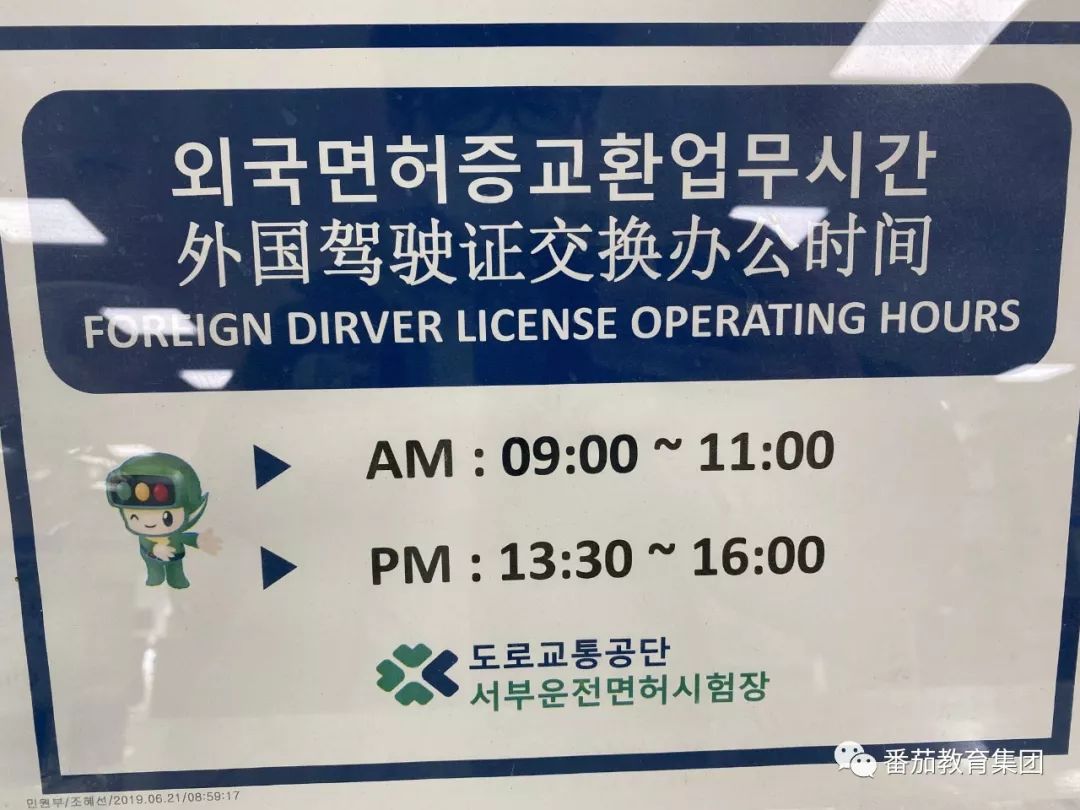 외국면허증교환업무시간
外国驾驶证交换办公时间
FOREIGN DIRVER LICENSE OPERATING HOURS
AM : 09:00 ~ 11:00
PM : 13:30 ~ 16:00
도로교통공단
서부운전면허시험장
민원부/조혜선/2019.06.21/08:59:17
番茄教育集团